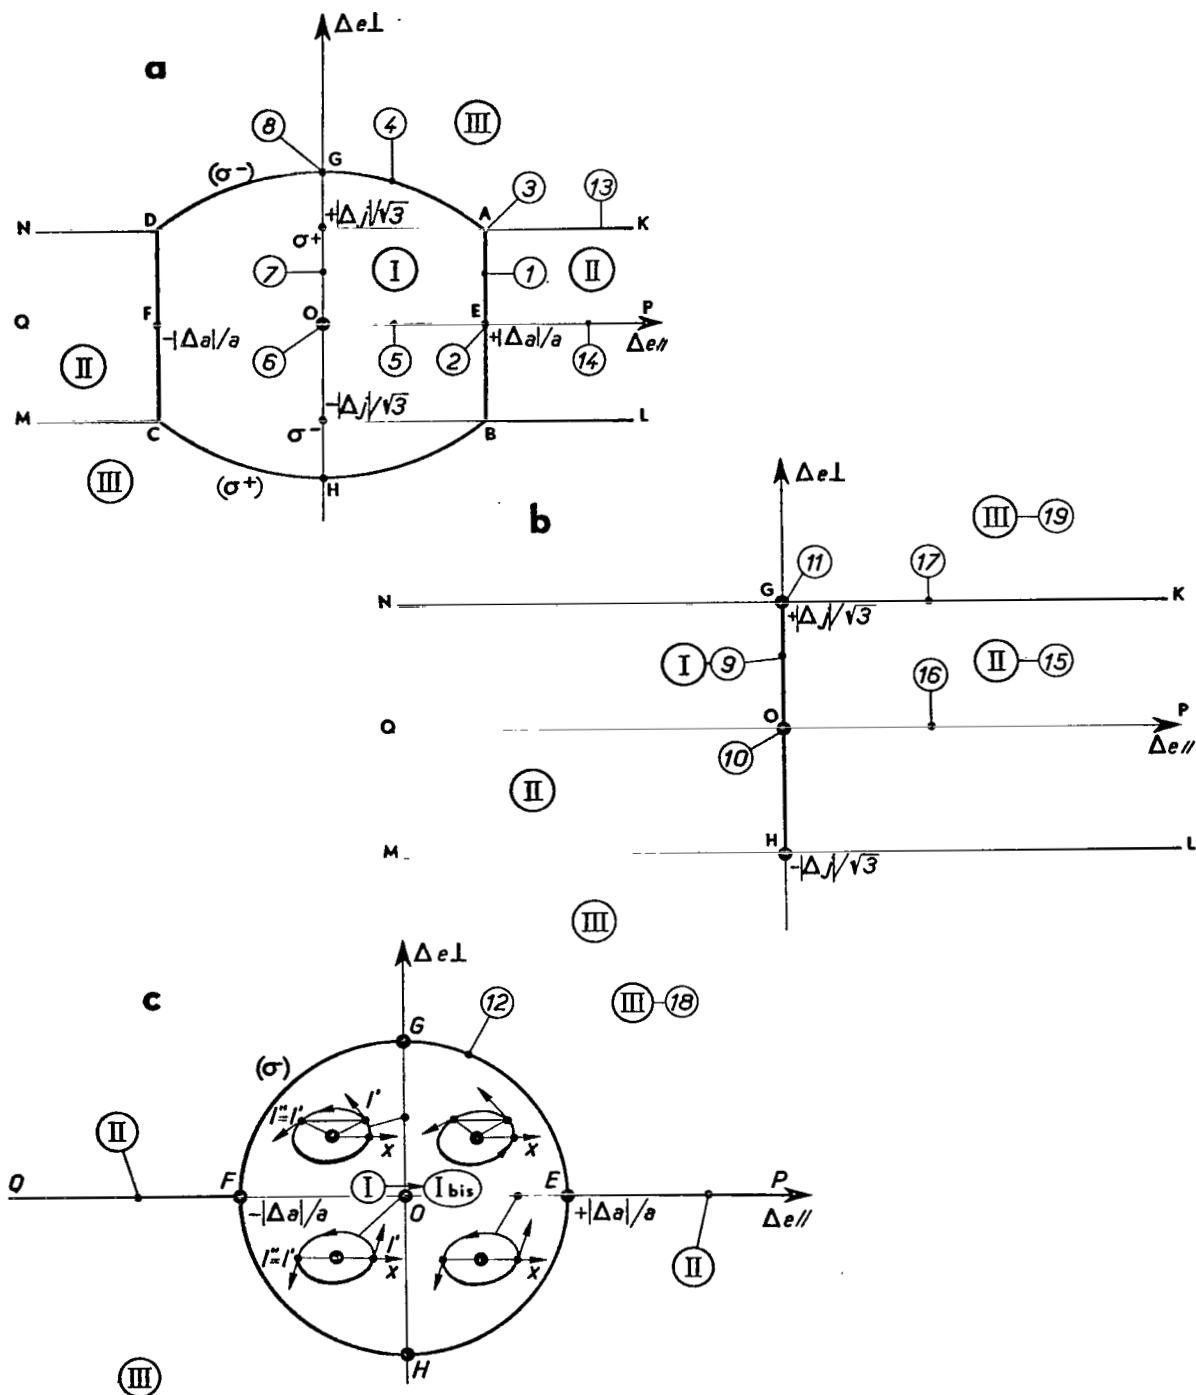 Δe⊥
a
III
8
4
G
(σ⁻)
3
13
+|Δj|/√3
D
A
N
K
σ⁺
7
I
1
II
O
E
P
Q
F
-|Δa|/a
+|Δa|/a
Δe//
6
5
2
14
II
-|Δj|/√3
M
C
σ⁻
B
L
III
(σ⁺)
H
Δe⊥
b
III 19
11
17
G
N
K
+|Δj|/√3
I 9
II 15
16
O
P
Q
10
Δe//
II
H
M
L
-|Δj|/√3
III
Δe⊥
c
12
III 18
G
(σ)
I"=I'
I'
II
X
X
Q
F
I
I bis
E
P
-|Δa|/a
O
+|Δa|/a
Δe//
I"=I'
I'
X
X
II
H
III